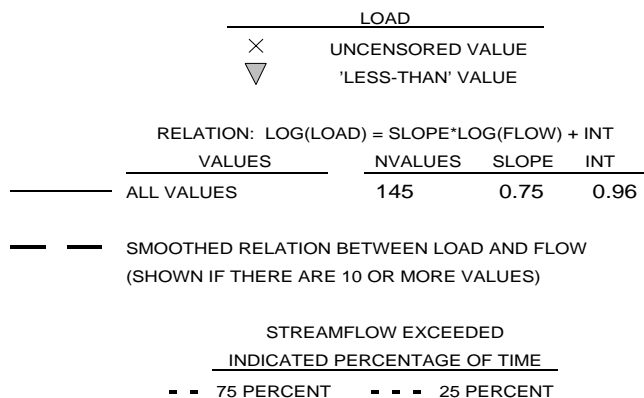 LOAD
UNCENSORED VALUE
'LESS-THAN' VALUE
RELATION: LOG(LOAD) = SLOPE*LOG(FLOW) + INT
VALUES NVALUES SLOPE INT
ALL VALUES 145 0.75 0.96
SMOOTHED RELATION BETWEEN LOAD AND FLOW
(SHOWN IF THERE ARE 10 OR MORE VALUES)
STREAMFLOW EXCEEDED
INDICATED PERCENTAGE OF TIME
75 PERCENT 25 PERCENT